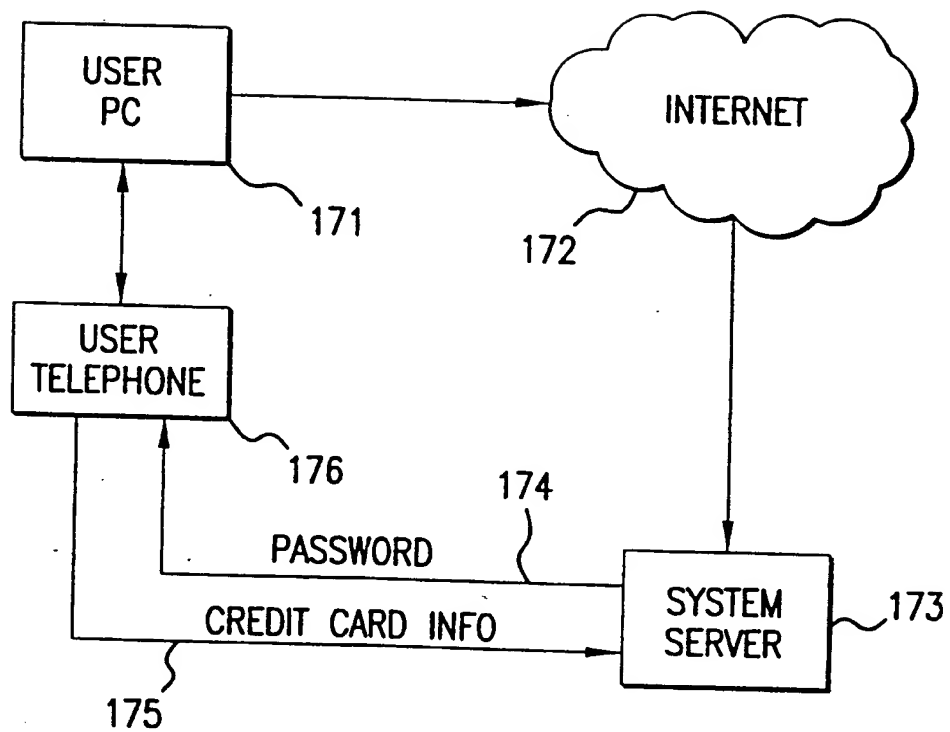 USER
PC
INTERNET
171
172
USER
TELEPHONE
176
174
PASSWORD
CREDIT CARD INFO
SYSTEM
SERVER
173
175